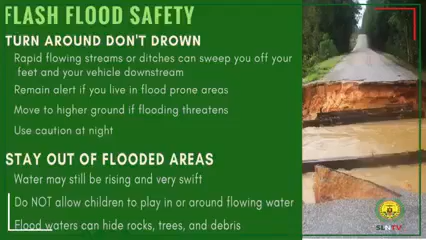 FLASH FLOOD SAFETY
TURN AROUND DON'T DROWN
Rapid flowing streams or ditches can sweep you off your
feet and your vehicle downstream
Remain alert if you live in flood prone areas
Move to higher ground if flooding threatens
Use caution at night
STAY OUT OF FLOODED AREAS
Water may still be rising and very swift
Do NOT allow children to play in or around flowing water
Flood waters can hide rocks, trees, and debris
SLNTV